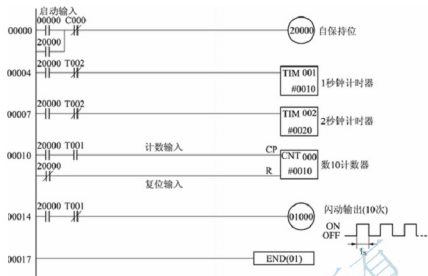 启动输入
00000 C000
00000
20000
自保持位
20000
00004
20000 T002
TIM 001
#0010
1秒钟计时器
00007
20000 T002
TIM 002
#0020
2秒钟计时器
00010
20000 T001
计数输入
CP
CNT 000
#0010
数10计数器
20000
R
复位输入
00014
20000 T001
01000
闪动输出(10次)
ON
OFF
1s
00017
END(01)